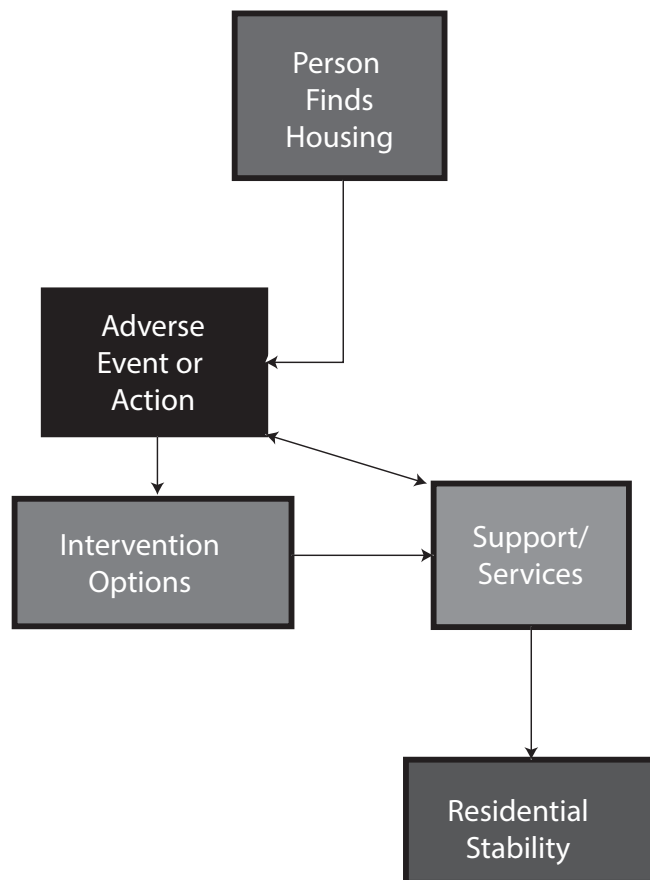 Person
Finds
Housing
Adverse
Event or
Action
Intervention
Options
Support/
Services
Residential
Stability